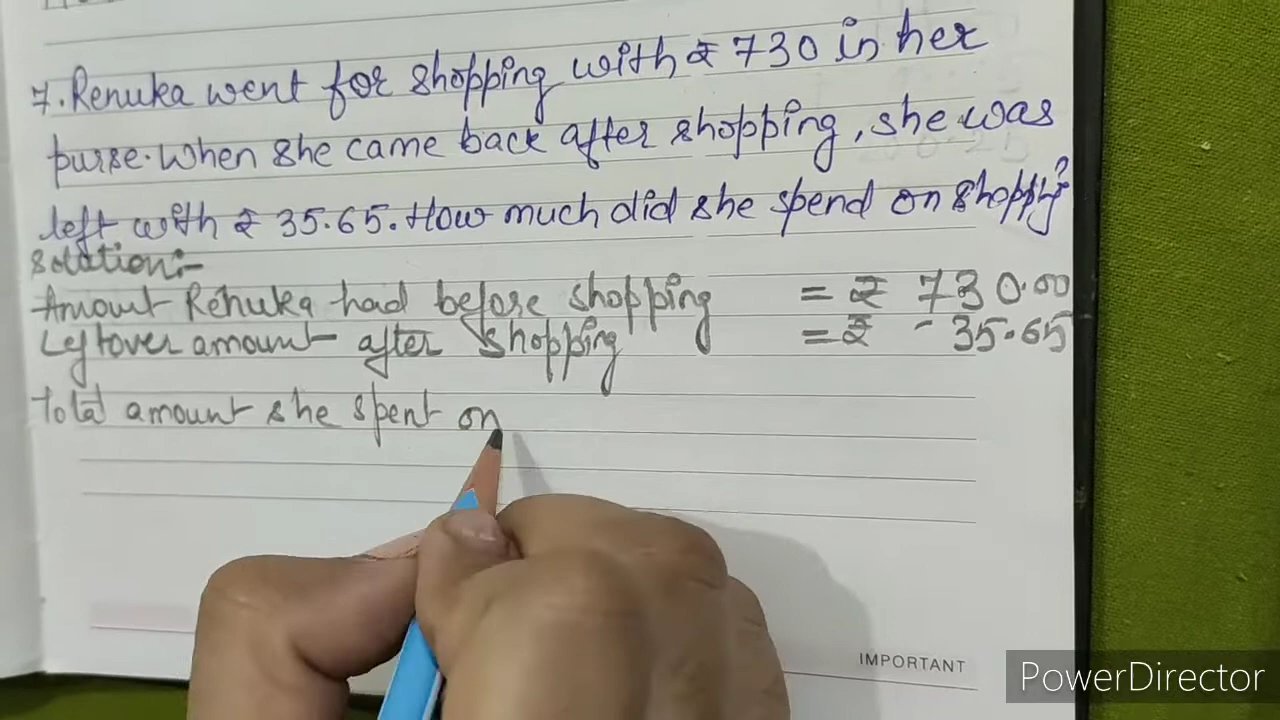 7. Renuka went for shopping with ₹ 730 in her
purse. When she came back after shopping, she was
left with ₹ 35.65. How much did she spend on shopping?
Solution:-
Amount Renuka had before shopping = ₹ 730.00
Leftover amount after shopping = ₹ - 35.65
Total amount she spent on
IMPORTANT
PowerDirector